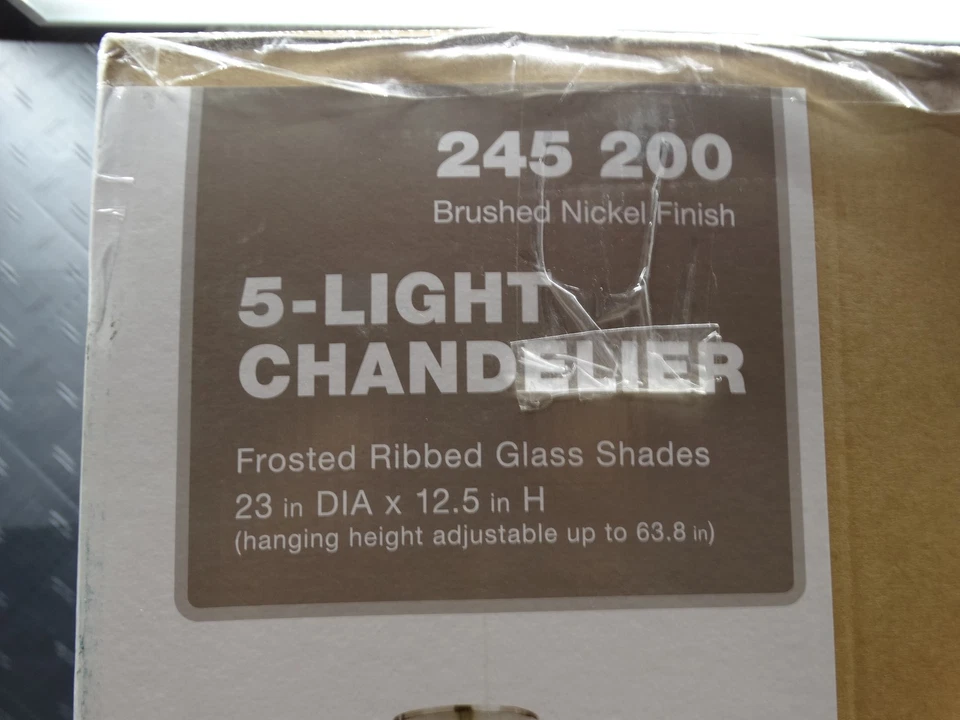 245 200
Brushed Nickel Finish
5-LIGHT
CHANDELIER
Frosted Ribbed Glass Shades
23 in DIA x 12.5 in H
(hanging height adjustable up to 63.8 in)